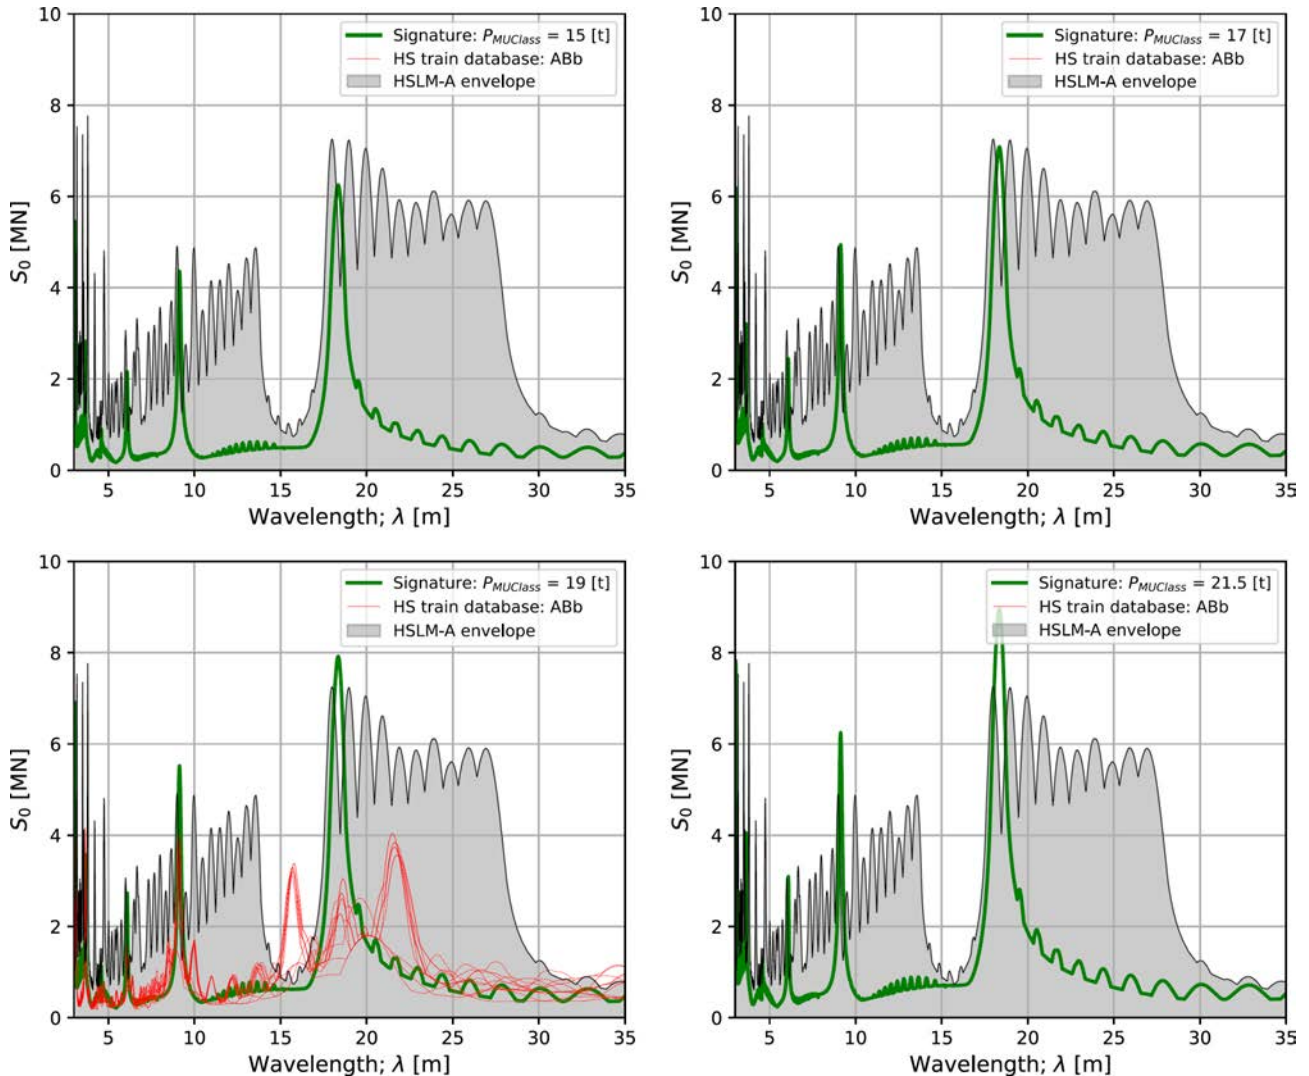 10
8
6
4
2
0
S₀ [MN]
Signature: P_MUClass = 15 [t]
HS train database: ABb
HSLM-A envelope
5 10 15 20 25 30 35
Wavelength; λ [m]
10
8
6
4
2
0
S₀ [MN]
Signature: P_MUClass = 17 [t]
HS train database: ABb
HSLM-A envelope
5 10 15 20 25 30 35
Wavelength; λ [m]
10
8
6
4
2
0
S₀ [MN]
Signature: P_MUClass = 19 [t]
HS train database: ABb
HSLM-A envelope
5 10 15 20 25 30 35
Wavelength; λ [m]
10
8
6
4
2
0
S₀ [MN]
Signature: P_MUClass = 21.5 [t]
HS train database: ABb
HSLM-A envelope
5 10 15 20 25 30 35
Wavelength; λ [m]